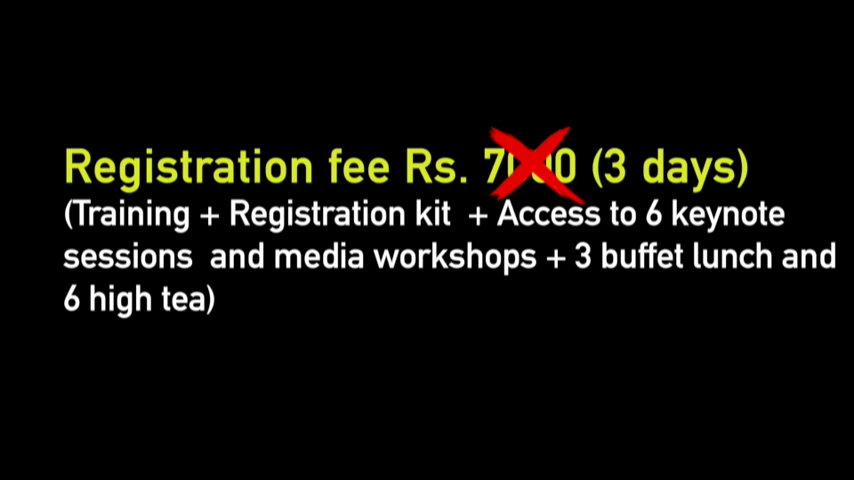 Registration fee Rs. 7000 (3 days)
(Training + Registration kit + Access to 6 keynote
sessions and media workshops + 3 buffet lunch and
6 high tea)